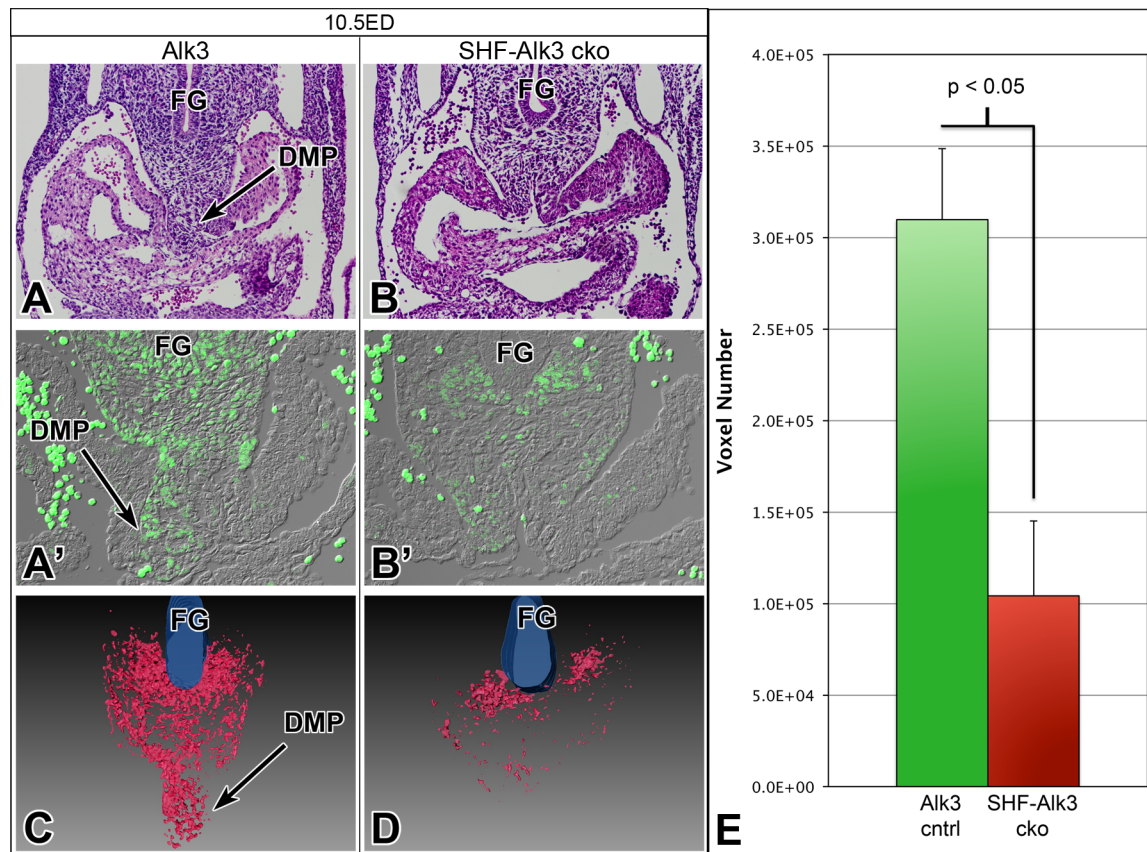 10.5ED
Alk3
SHF-Alk3 cko
FG
DMP
A
FG
B
FG
DMP
A’
FG
B’
FG
DMP
C
FG
D
4.0E+05
3.5E+05
3.0E+05
2.5E+05
2.0E+05
1.5E+05
1.0E+05
5.0E+04
0.0E+00
Voxel Number
p < 0.05
Alk3
cntrl
SHF-Alk3
cko
E